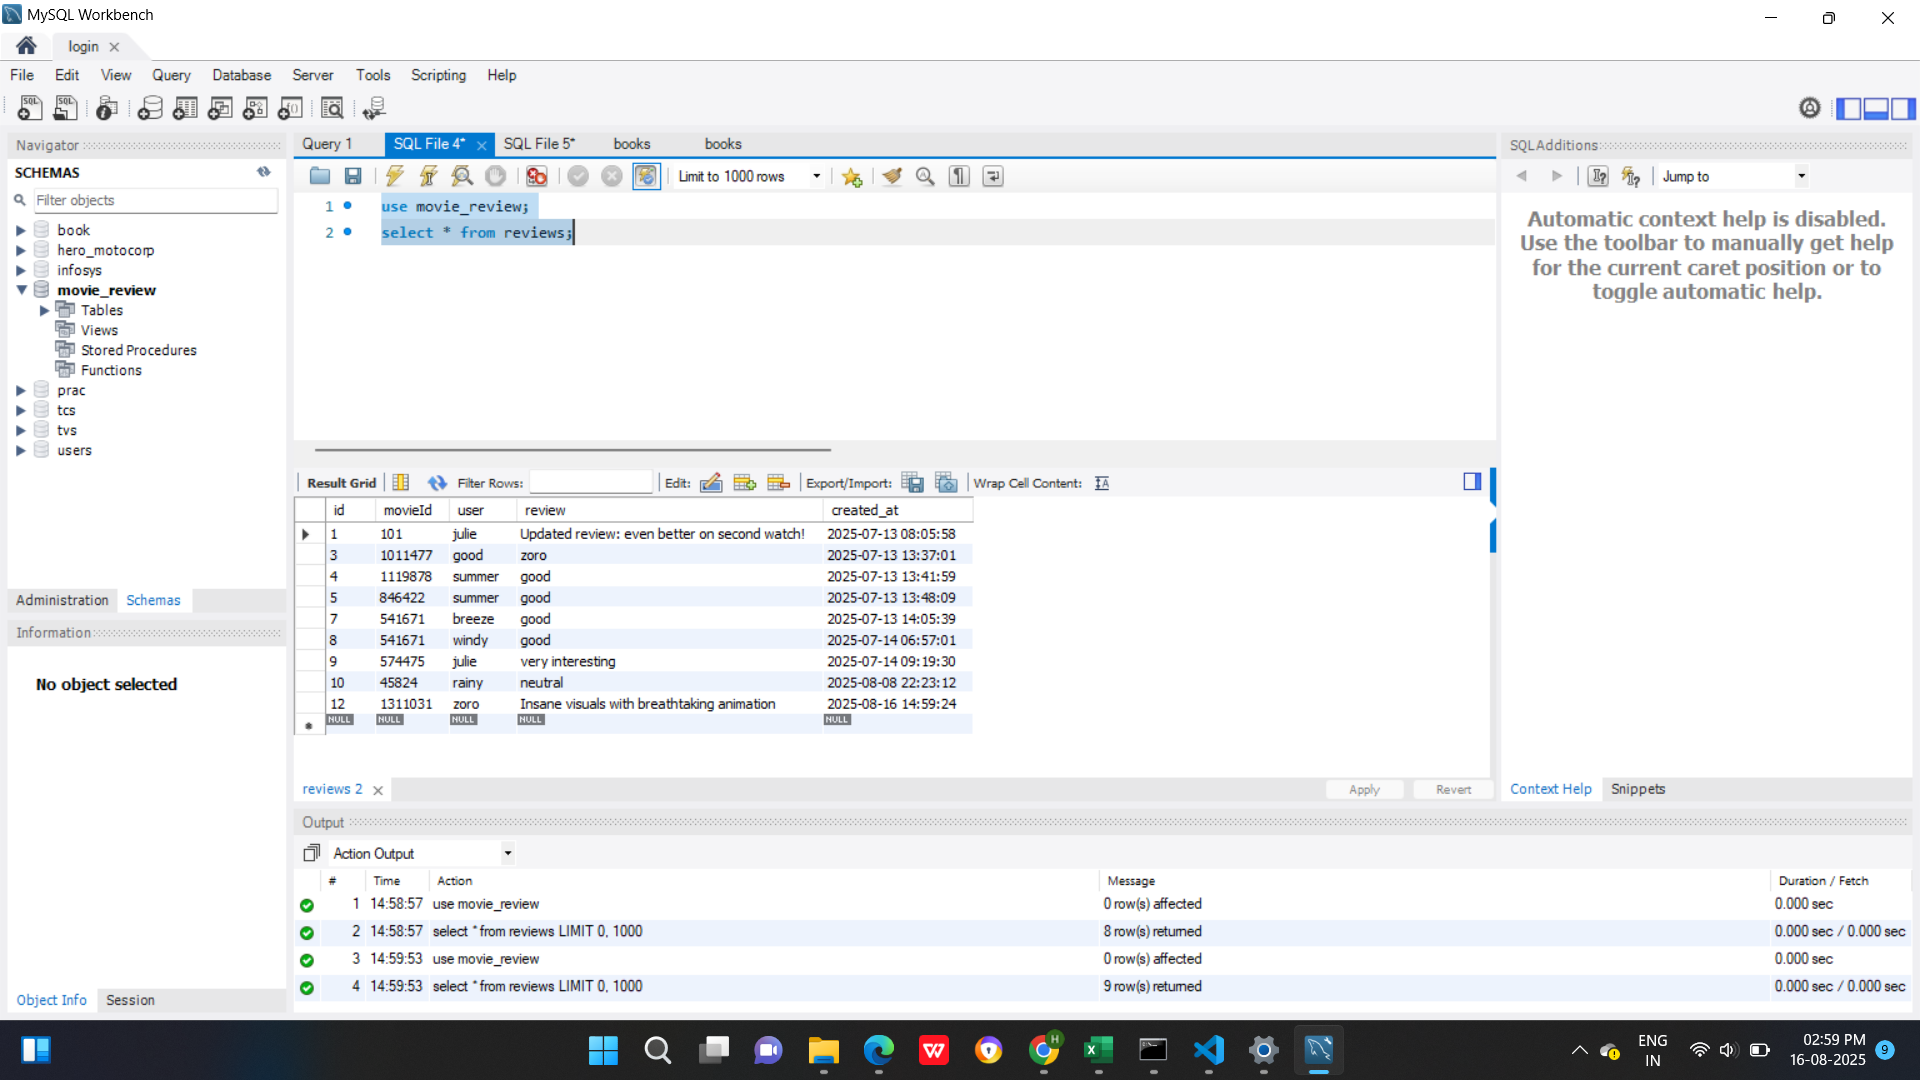 MySQL Workbench
login
File Edit View Query Database Server Tools Scripting Help
Navigator
SCHEMAS
Filter objects
book
hero_motocorp
infosys
movie_review
Tables
Views
Stored Procedures
Functions
prac
tcs
tvs
users
Administration Schemas
Information
No object selected
Object Info Session
Query 1 SQL File 4* SQL File 5* books books
Limit to 1000 rows
1 use movie_review;
2 select * from reviews;
Result Grid Filter Rows: Edit: Export/Import: Wrap Cell Content:
id movieId user review created_at
1 101 julie Updated review: even better on second watch! 2025-07-13 08:05:58
3 1011477 good zoro 2025-07-13 13:37:01
4 1119878 summer good 2025-07-13 13:41:59
5 846422 summer good 2025-07-13 13:48:09
7 541671 breeze good 2025-07-13 14:05:39
8 541671 windy good 2025-07-14 06:57:01
9 574475 julie very interesting 2025-07-14 09:19:30
10 45824 rainy neutral 2025-08-08 22:23:12
12 1311031 zoro Insane visuals with breathtaking animation 2025-08-16 14:59:24
NULL NULL NULL NULL NULL
reviews 2 Apply Revert
Output
Action Output
# Time Action Message Duration / Fetch
1 14:58:57 use movie_review 0 row(s) affected 0.000 sec
2 14:58:57 select * from reviews LIMIT 0, 1000 8 row(s) returned 0.000 sec / 0.000 sec
3 14:59:53 use movie_review 0 row(s) affected 0.000 sec
4 14:59:53 select * from reviews LIMIT 0, 1000 9 row(s) returned 0.000 sec / 0.000 sec
SQLAdditions
Jump to
Automatic context help is disabled.
Use the toolbar to manually get help
for the current caret position or to
toggle automatic help.
Context Help Snippets
ENG
IN
02:59 PM
16-08-2025
9